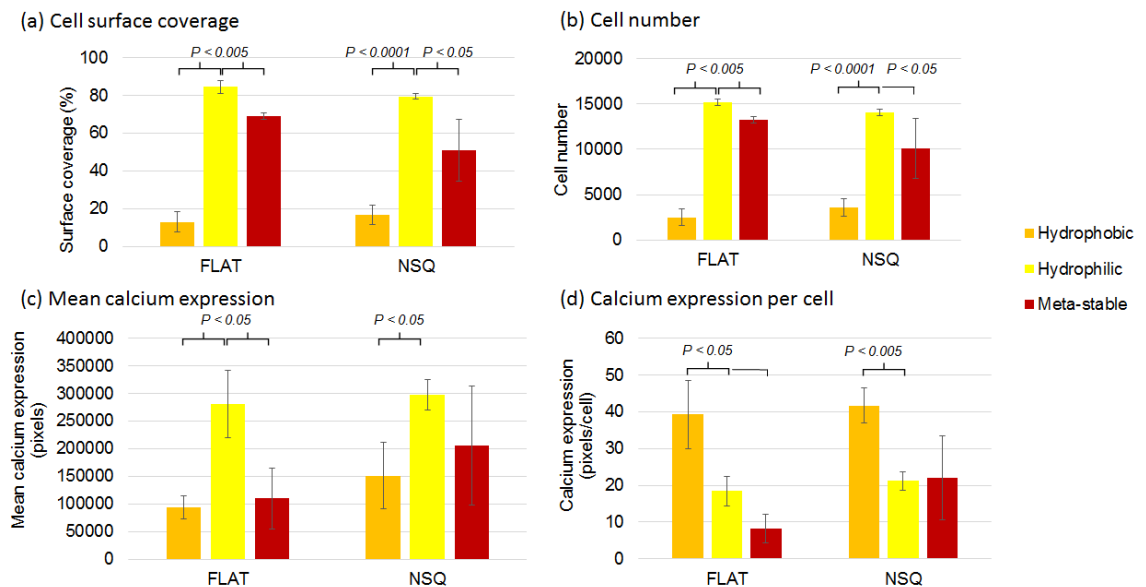 (a) Cell surface coverage
P < 0.005
P < 0.0001
P < 0.05
100
80
60
40
20
0
Surface coverage (%)
FLAT
NSQ
(b) Cell number
P < 0.005
P < 0.0001
P < 0.05
20000
15000
10000
5000
0
Cell number
FLAT
NSQ
Hydrophobic
Hydrophilic
Meta-stable
(c) Mean calcium expression
P < 0.05
P < 0.05
400000
350000
300000
250000
200000
150000
100000
50000
0
Mean calcium expression
(pixels)
FLAT
NSQ
(d) Calcium expression per cell
P < 0.05
P < 0.005
60
50
40
30
20
10
0
Calcium expression
(pixels/cell)
FLAT
NSQ